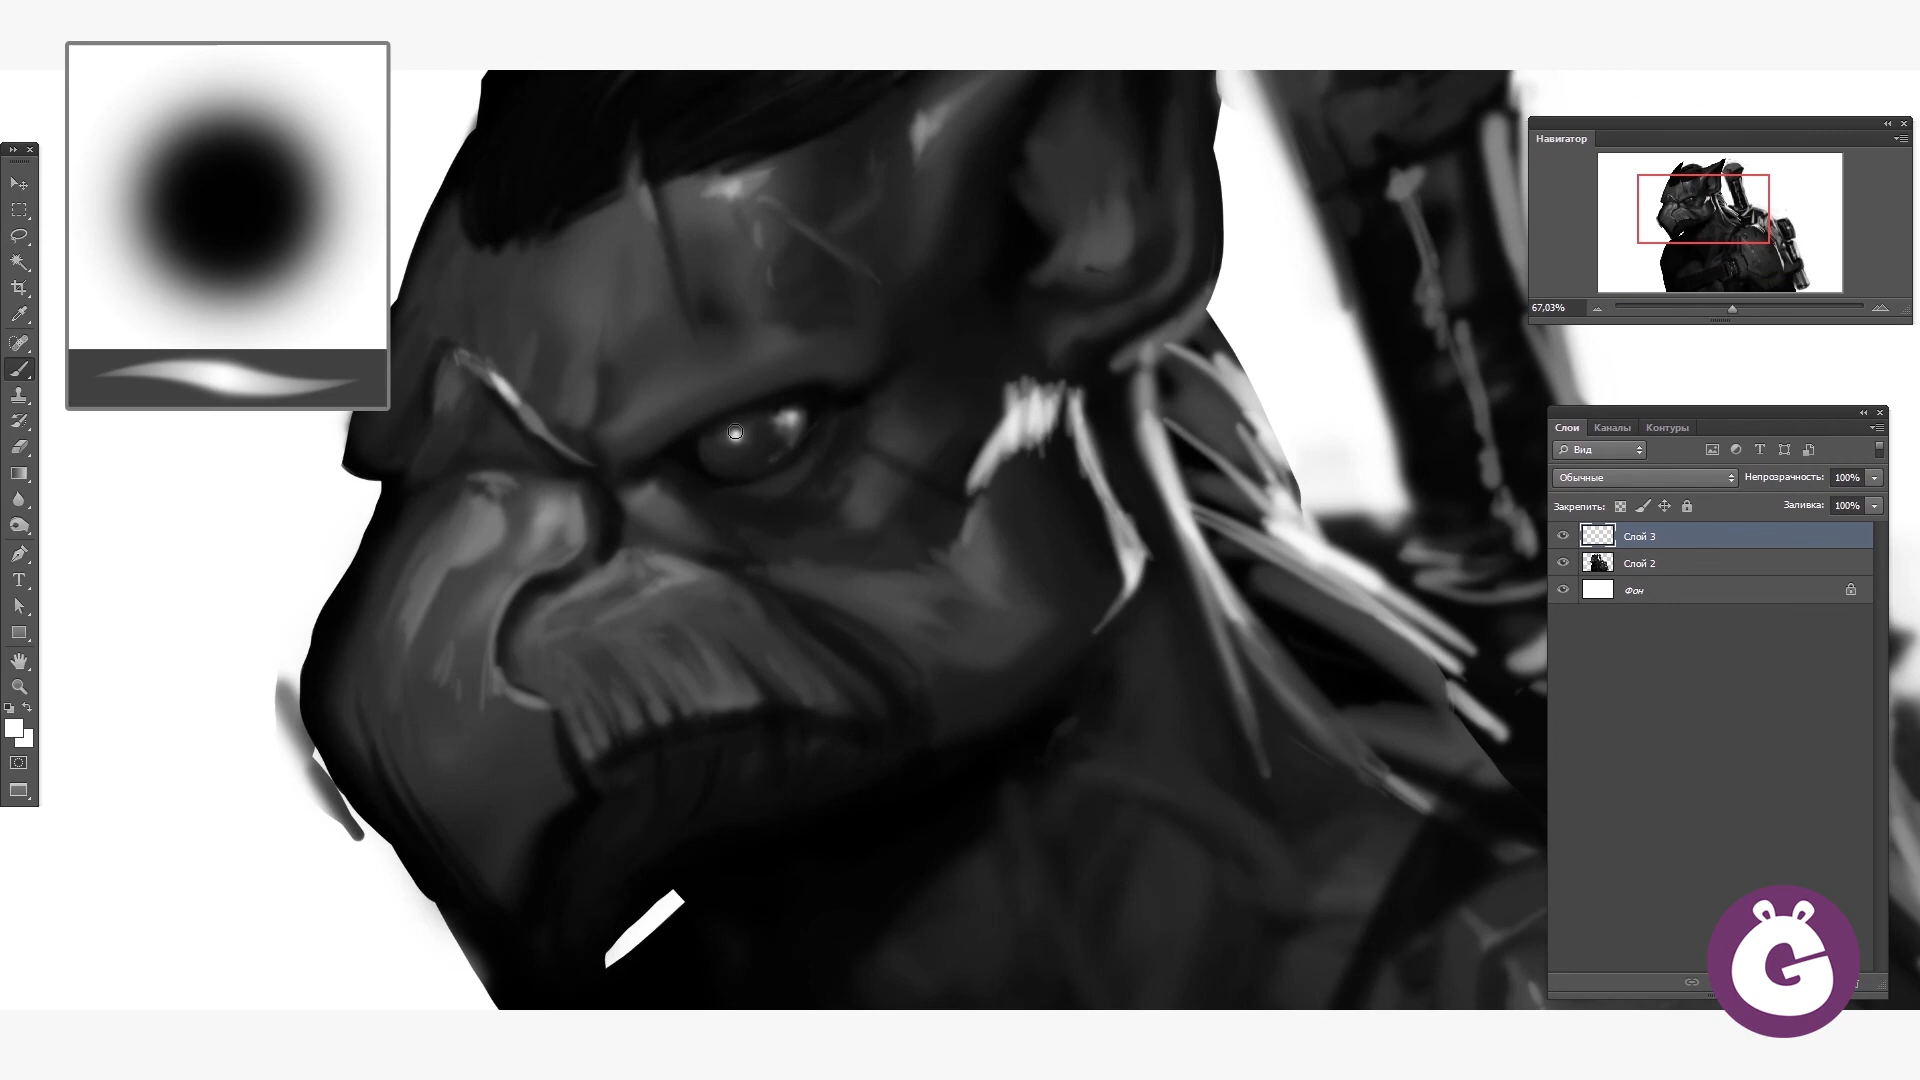 Навигатор
67,03%
Слои Каналы Контуры
Вид
Обычные Непрозрачность: 100%
Закрепить: Заливка: 100%
Слой 3
Слой 2
Фон
G